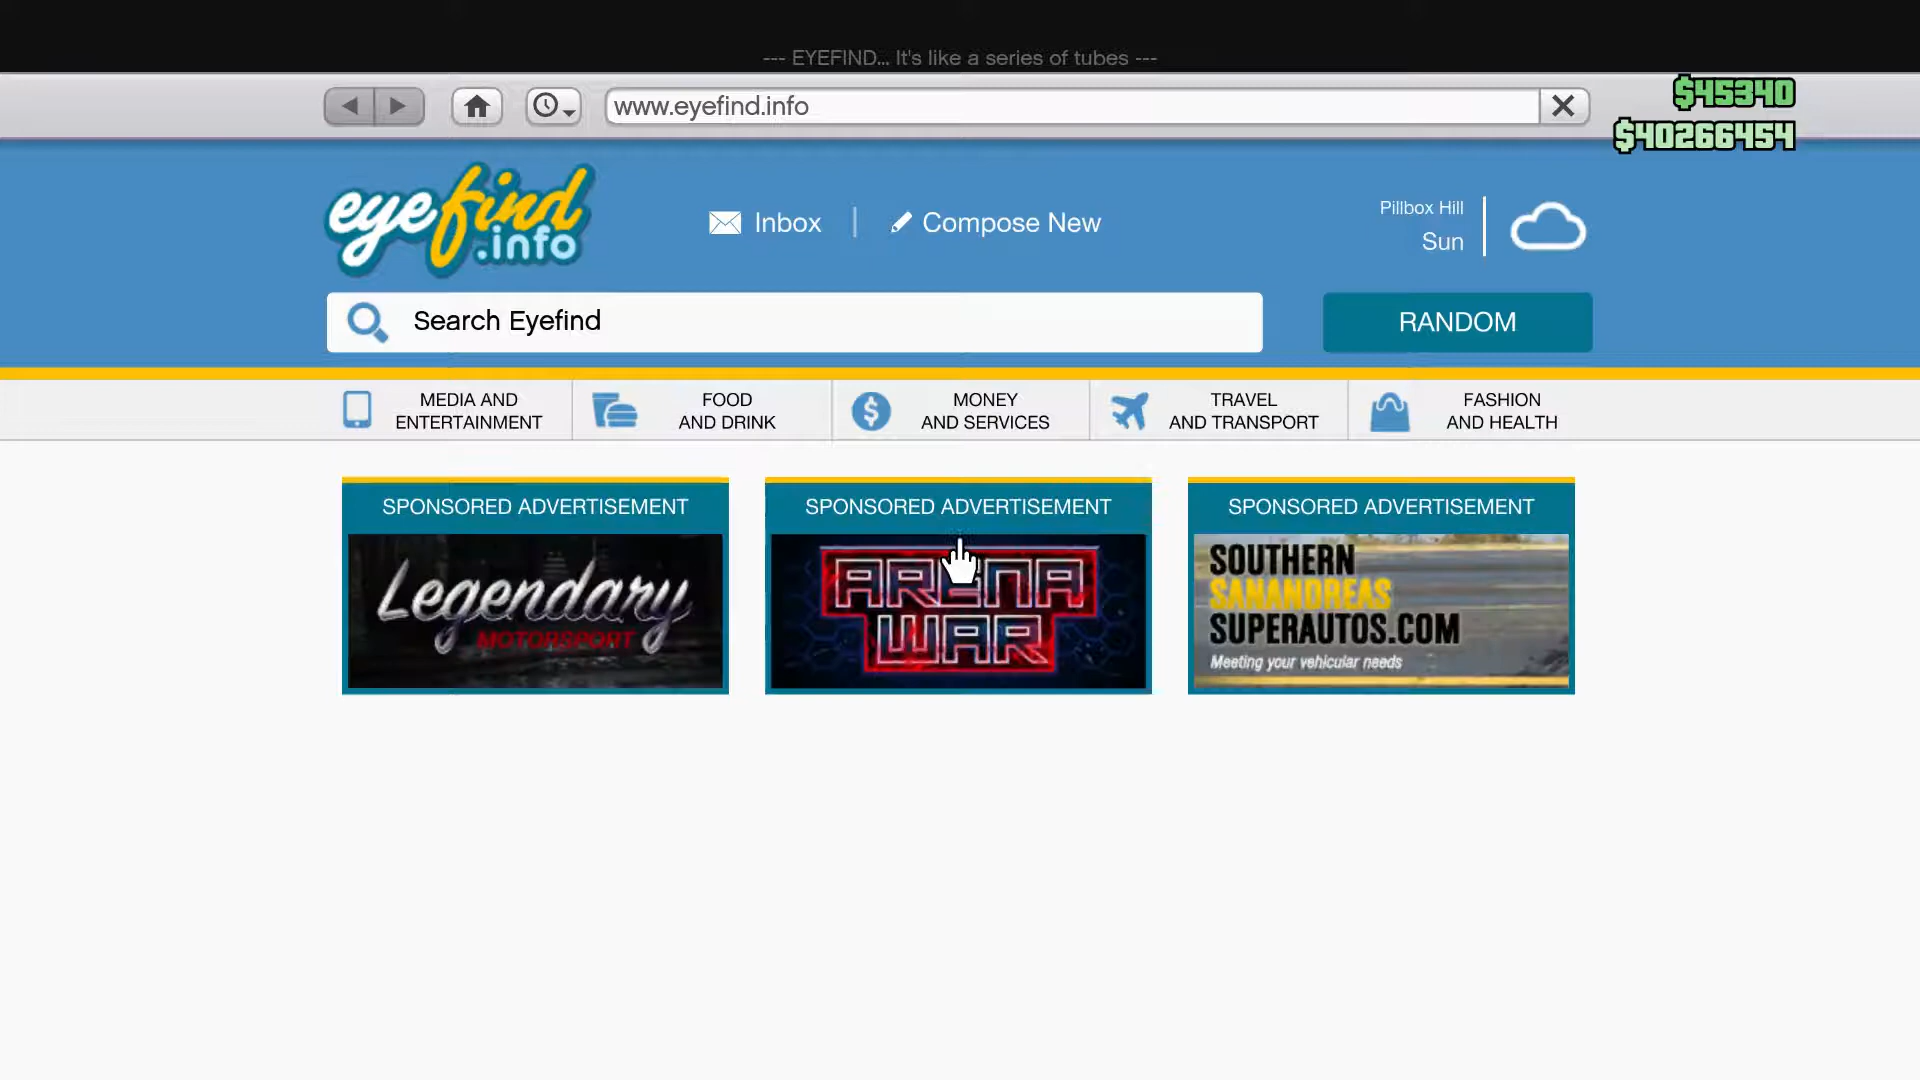 --- EYEFIND... It's like a series of tubes ---
www.eyefind.info
$45340
$40266454
eyefind
.info
Inbox
Compose New
Pillbox Hill
Sun
Search Eyefind
RANDOM
MEDIA AND
ENTERTAINMENT
FOOD
AND DRINK
MONEY
AND SERVICES
TRAVEL
AND TRANSPORT
FASHION
AND HEALTH
SPONSORED ADVERTISEMENT
Legendary
MOTORSPORT
SPONSORED ADVERTISEMENT
ARENA
WAR
SPONSORED ADVERTISEMENT
SOUTHERN
SANANDREAS
SUPERAUTOS.COM
Meeting your vehicular needs